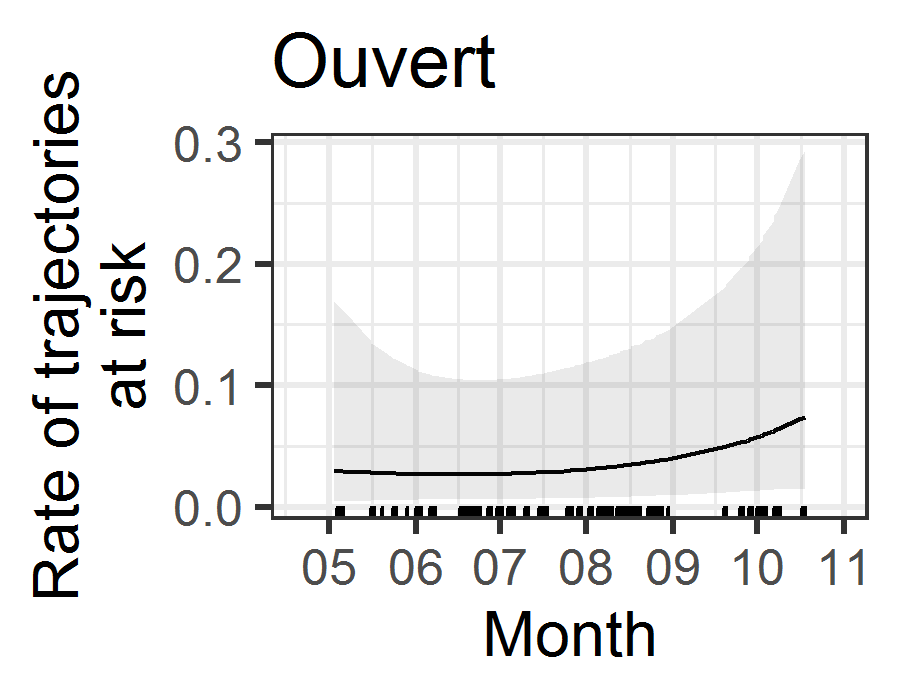 Ouvert
Rate of trajectories
at risk
0.3
0.2
0.1
0.0
05 06 07 08 09 10 11
Month